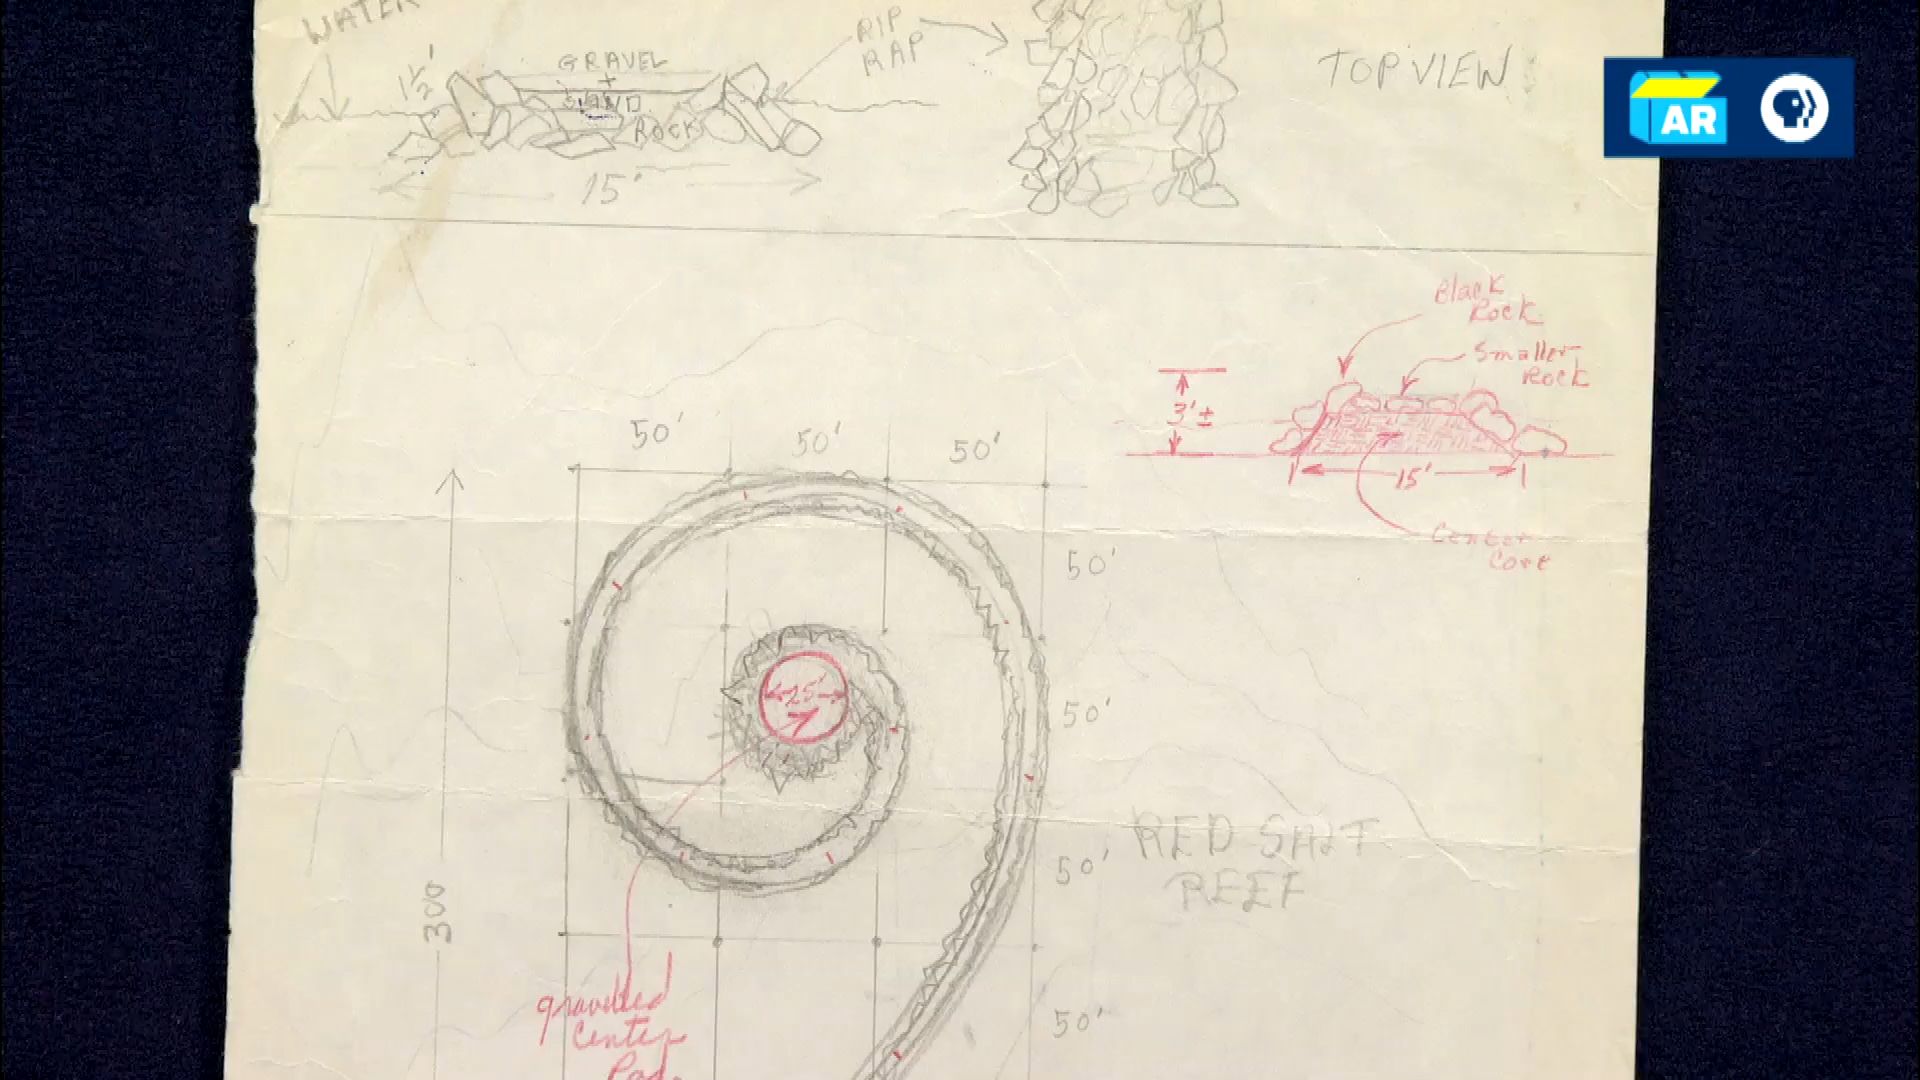 WATER
1½'
GRAVEL
+
SAND
ROCK
15'
RIP
RAP
TOP VIEW
AR
Black
Rock
Smaller
Rock
3'±
15'
Center
Core
50' 50' 50'
50'
25'
50'
RED SALT
REEF
50'
300
gravelled
Center
Pad
50'